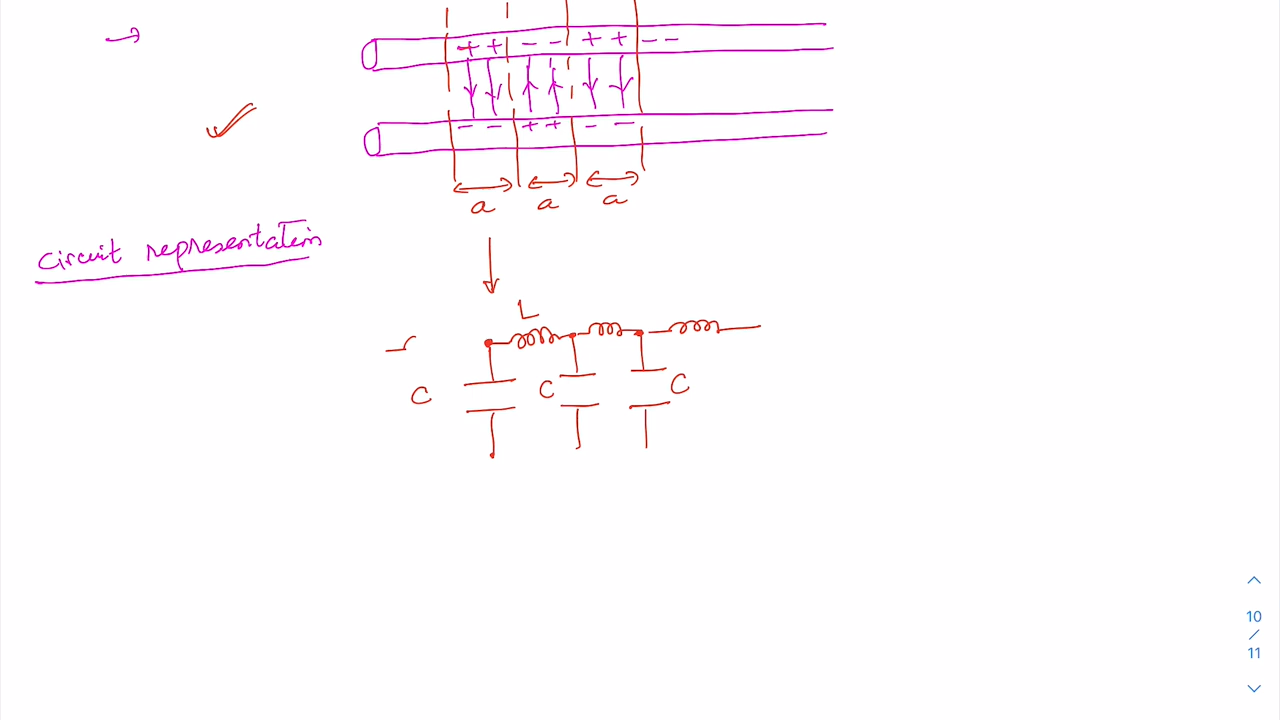 + + - - + + - -
- - + + - -
a a a
circuit representation
L
C C C
10
/
11